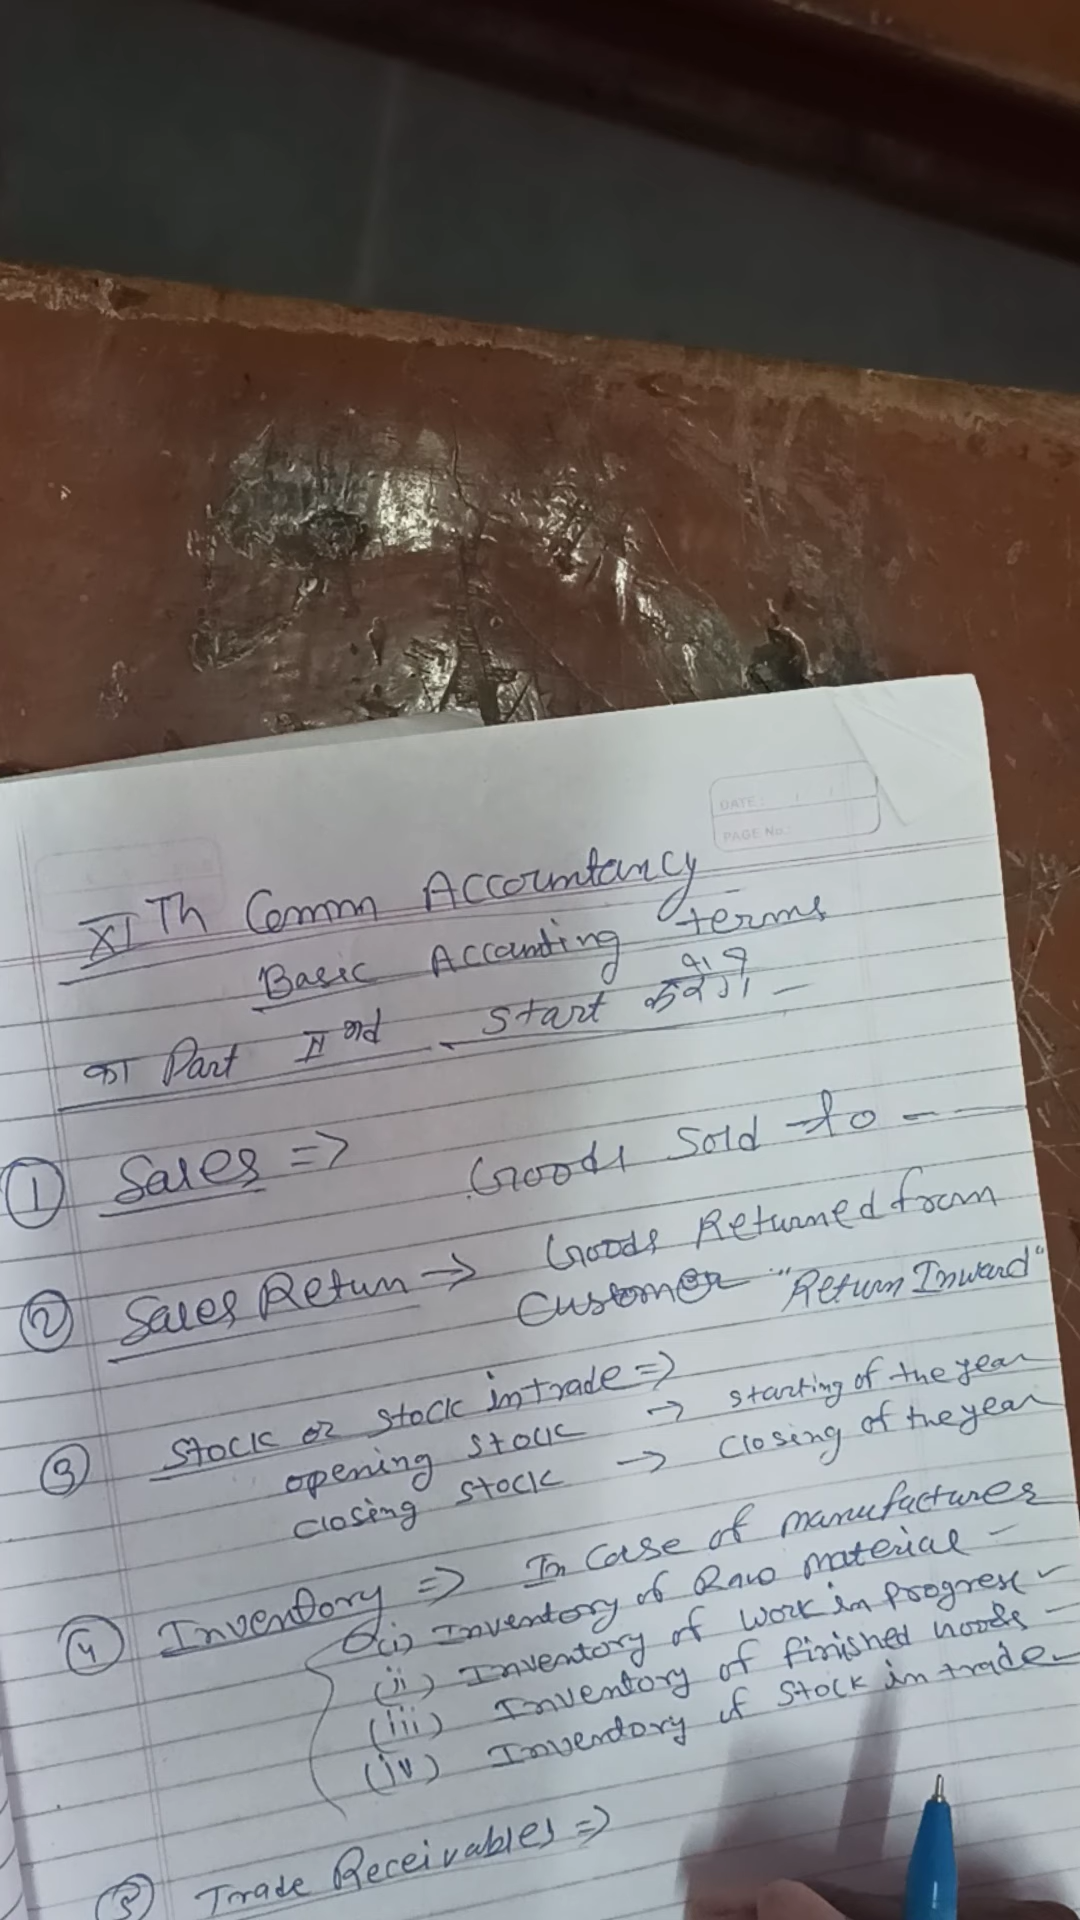 DATE: / /
PAGE No.:
XI Th Comm Accountancy
Basic Accounting terms
का Part II nd start करेंगे
① Sales => Goods Sold to
② Sales Retun → Goods Returned from
Customer "Return Inward"
③ Stock or stock in trade =>
opening stock → starting of the year
closing stock → closing of the year
④ Inventory => In case of manufactures
(i) Inventory of Raw material
(ii) Inventory of work in progress
(iii) Inventory of finished Goods
(iv) Inventory of Stock in trade
⑤ Trade Receivables =>